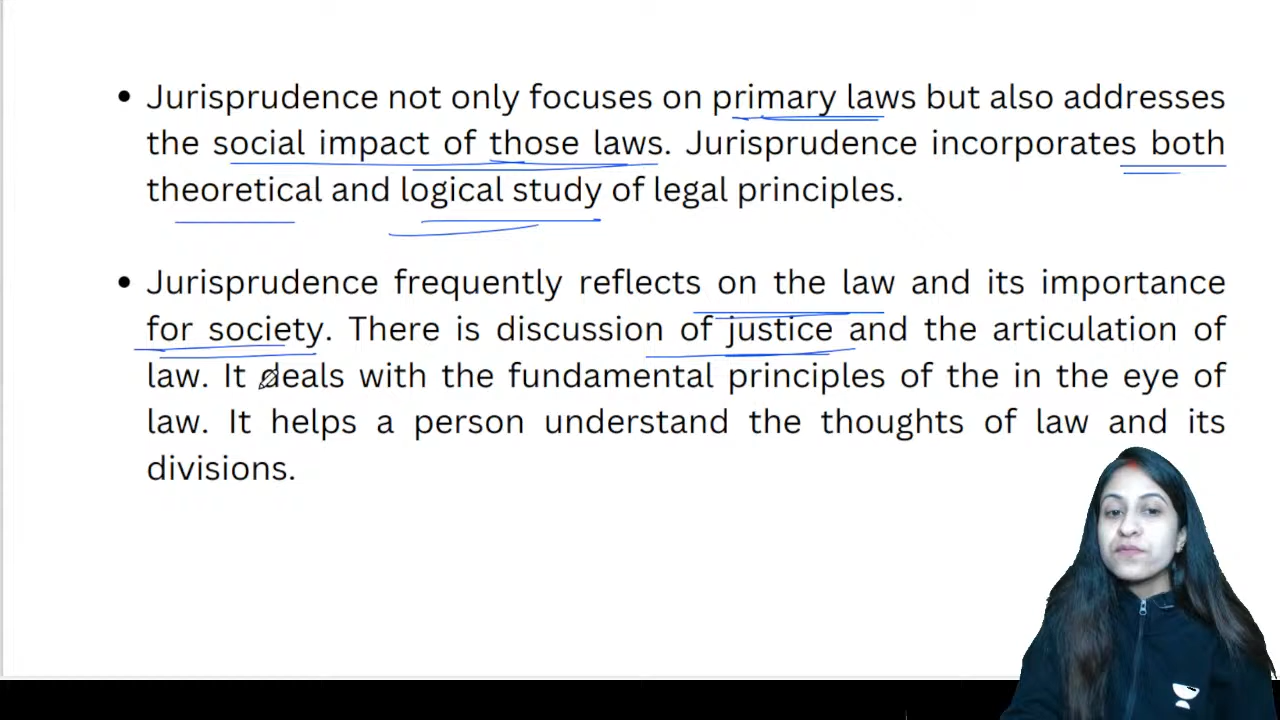 • Jurisprudence not only focuses on primary laws but also addresses
the social impact of those laws. Jurisprudence incorporates both
theoretical and logical study of legal principles.
• Jurisprudence frequently reflects on the law and its importance
for society. There is discussion of justice and the articulation of
law. It deals with the fundamental principles of the in the eye of
law. It helps a person understand the thoughts of law and its
divisions.